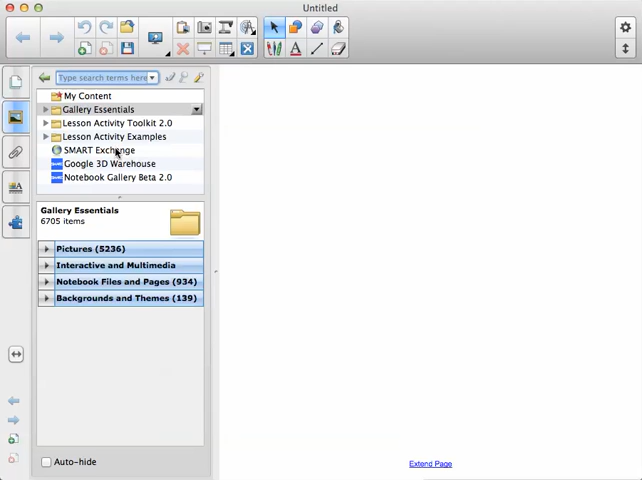 Untitled
Type search terms here
My Content
Gallery Essentials
Lesson Activity Toolkit 2.0
Lesson Activity Examples
SMART Exchange
Google 3D Warehouse
Notebook Gallery Beta 2.0
Gallery Essentials
6705 items
Pictures (5236)
Interactive and Multimedia
Notebook Files and Pages (934)
Backgrounds and Themes (139)
Auto-hide
Extend Page